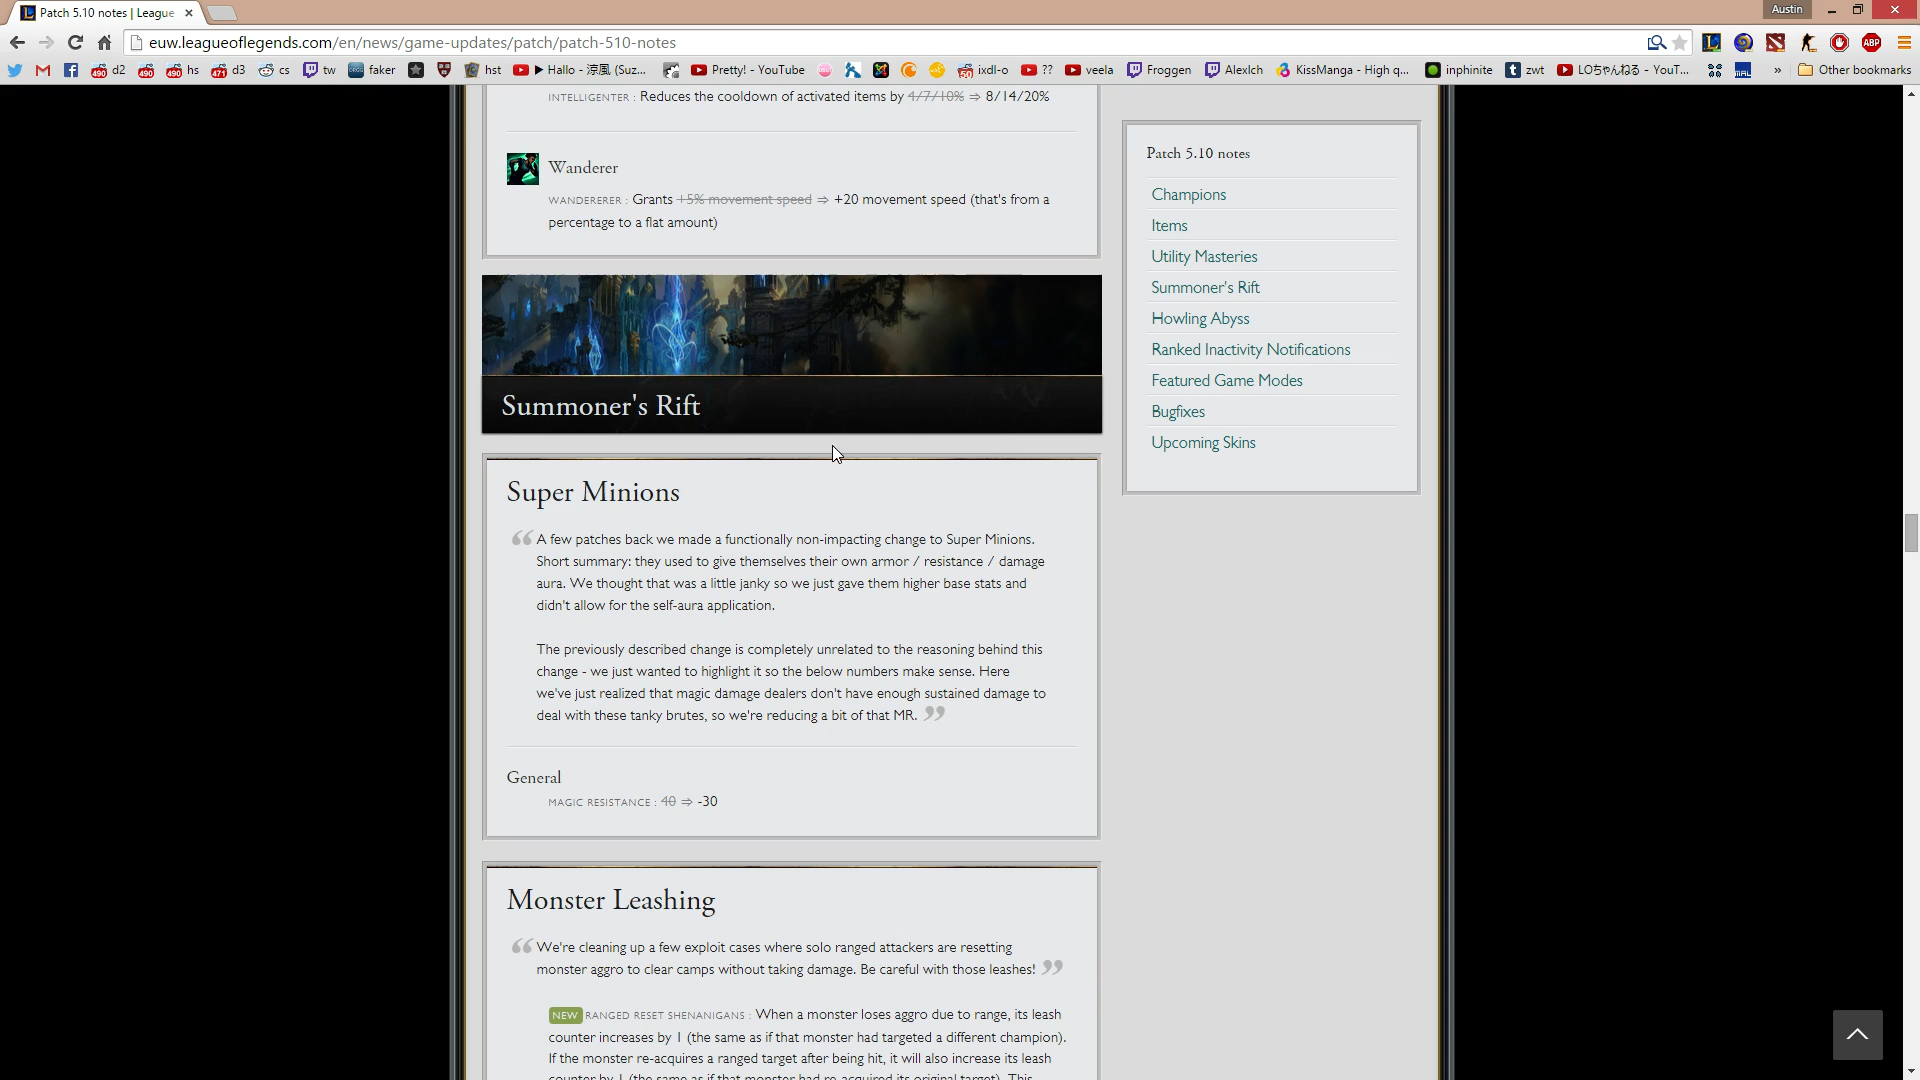 Patch 5.10 notes | League
Austin
euw.leagueoflegends.com/en/news/game-updates/patch/patch-510-notes
490 d2 490 490 hs 471 d3 cs tw faker hst ▶ Hallo - 涼風 (Suz... Pretty! - YouTube 50 ixdl-o ?? veela Froggen Alexlch KissManga - High q... inphinite zwt LOちゃんねる - YouT... MAL » Other bookmarks
ABP
INTELLIGENTER : Reduces the cooldown of activated items by 4/7/10% ⇒ 8/14/20%
Wanderer
WANDERERER : Grants +5% movement speed ⇒ +20 movement speed (that's from a
percentage to a flat amount)
Summoner's Rift
Super Minions
“ A few patches back we made a functionally non-impacting change to Super Minions.
Short summary: they used to give themselves their own armor / resistance / damage
aura. We thought that was a little janky so we just gave them higher base stats and
didn't allow for the self-aura application.
The previously described change is completely unrelated to the reasoning behind this
change - we just wanted to highlight it so the below numbers make sense. Here
we've just realized that magic damage dealers don't have enough sustained damage to
deal with these tanky brutes, so we're reducing a bit of that MR. ”
General
MAGIC RESISTANCE : 40 ⇒ -30
Monster Leashing
“ We're cleaning up a few exploit cases where solo ranged attackers are resetting
monster aggro to clear camps without taking damage. Be careful with those leashes! ”
NEW RANGED RESET SHENANIGANS : When a monster loses aggro due to range, its leash
counter increases by 1 (the same as if that monster had targeted a different champion).
If the monster re-acquires a ranged target after being hit, it will also increase its leash
counter by 1 (the same as if that monster had re-acquired its original target). This
Patch 5.10 notes
Champions
Items
Utility Masteries
Summoner's Rift
Howling Abyss
Ranked Inactivity Notifications
Featured Game Modes
Bugfixes
Upcoming Skins